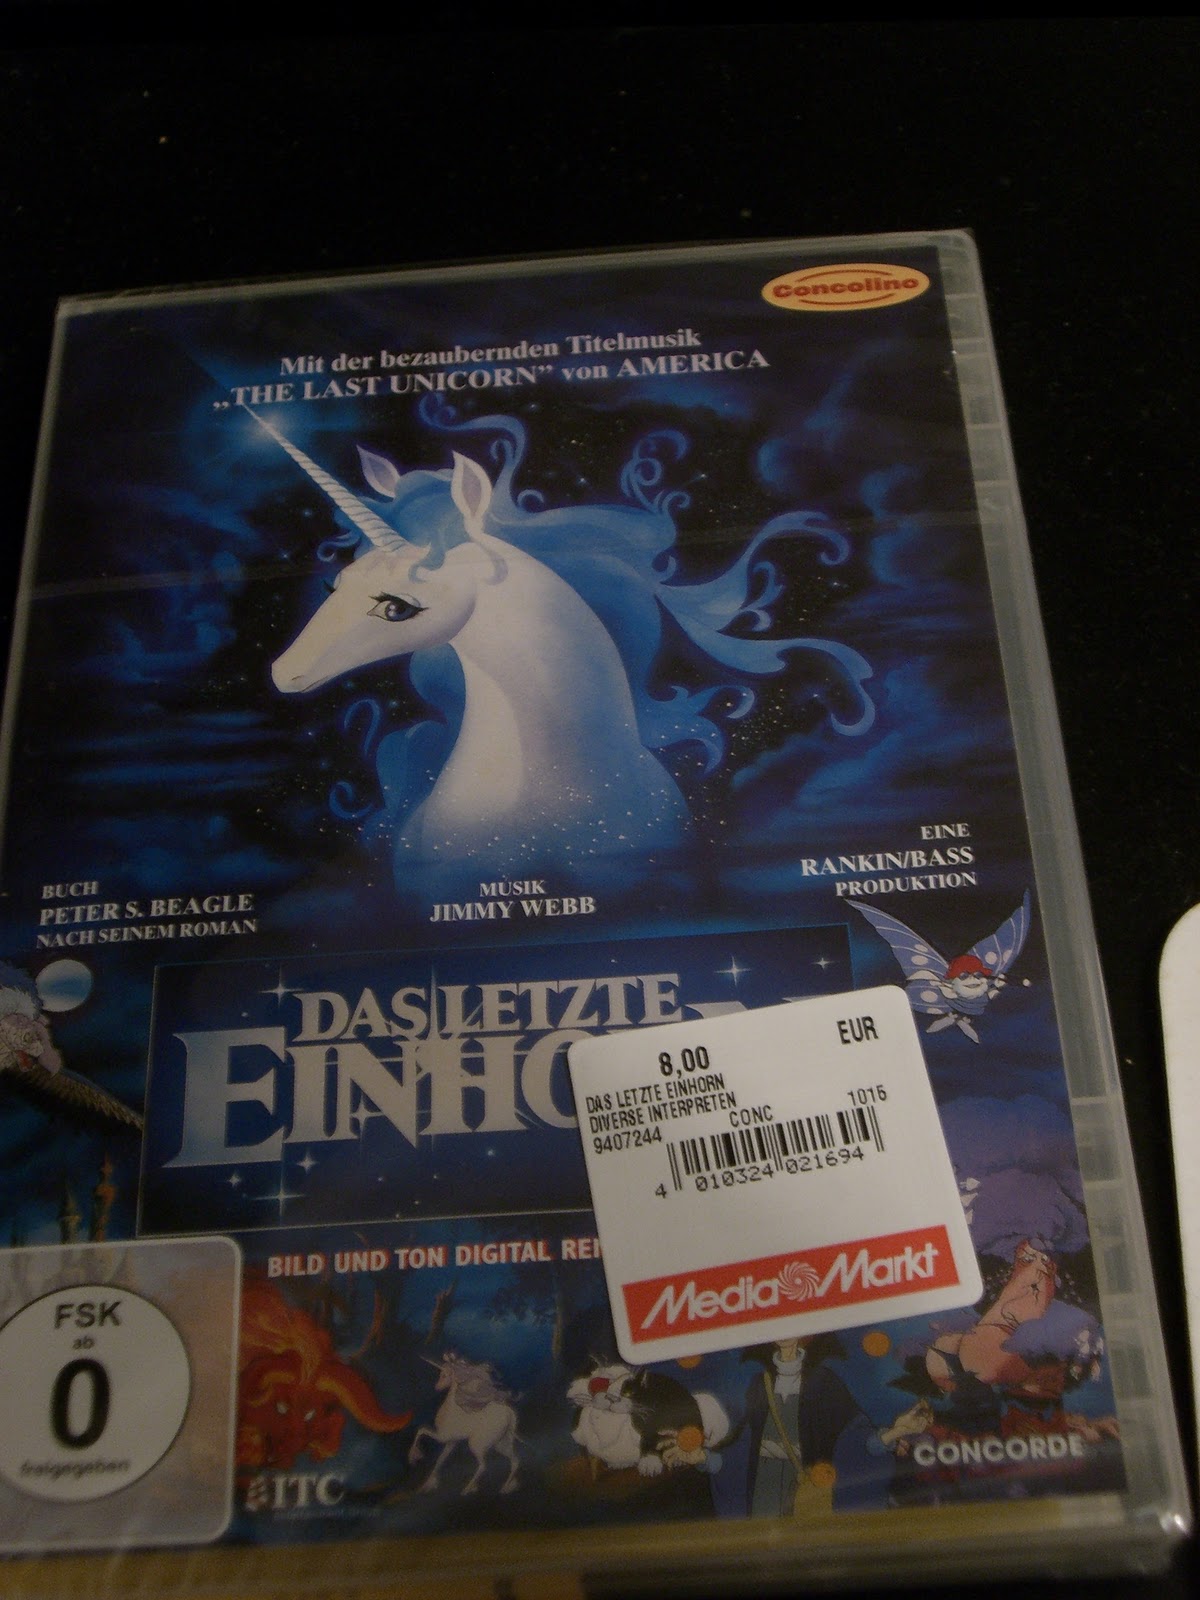 Concolino
Mit der bezaubernden Titelmusik
„THE LAST UNICORN” von AMERICA
BUCH
PETER S. BEAGLE
NACH SEINEM ROMAN
MUSIK
JIMMY WEBB
EINE
RANKIN/BASS
PRODUKTION
DAS LETZTE
EINHO
EUR
8,00
DAS LETZTE EINHORN
DIVERSE INTERPRETEN
9407244 CONC 1015
4 010324 021694
Media Markt
BILD UND TON DIGITAL REM
FSK
ab
0
freigegeben
ITC
CONCORDE